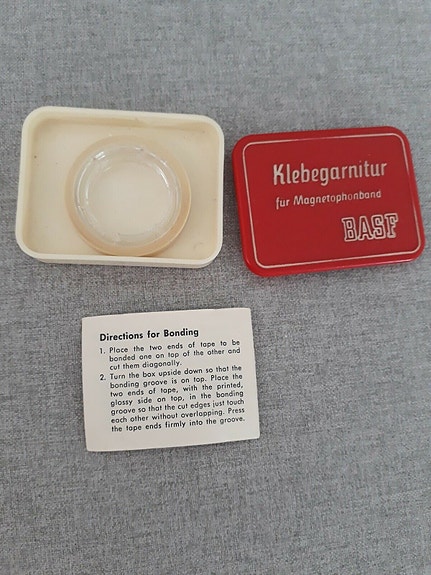 Klebegarnitur
fur Magnetophonband
BASF
Directions for Bonding
1. Place the two ends of tape to be
bonded one on top of the other and
cut them diagonally.
2. Turn the box upside down so that the
bonding groove is on top. Place the
two ends of tape, with the printed,
glossy side on top, in the bonding
groove so that the cut edges just touch
each other without overlapping. Press
the tape ends firmly into the groove.